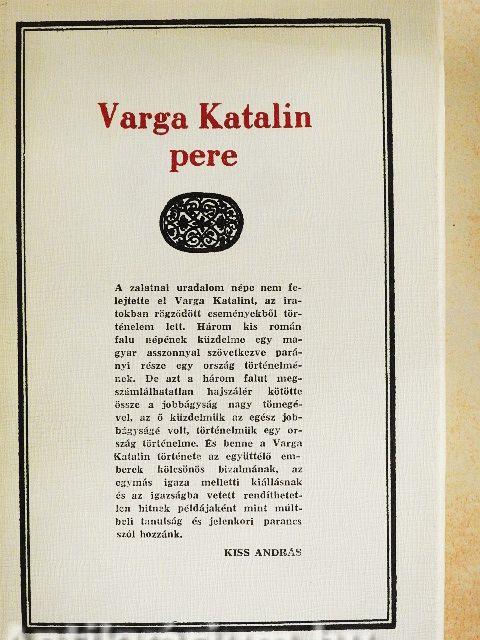 Varga Katalin
pere
A zalatnai uradalom népe nem fe-
lejtette el Varga Katalint, az ira-
tokban rögződött eseményekből tör-
ténelem lett. Három kis román
falu népének küzdelme egy ma-
gyar asszonnyal szövetkezve pará-
nyi része egy ország történelmé-
nek. De azt a három falut meg-
számlálhatatlan hajszálér kötötte
össze a jobbágyság nagy tömegé-
vel, az ő küzdelmük az egész job-
bágyságé volt, történelmük egy or-
szág történelme. És benne a Varga
Katalin története az együttélő em-
berek kölcsönös bizalmának, az
egymás igaza melletti kiállásnak
és az igazságba vetett rendíthetet-
len hitnek példájaként mint múlt-
beli tanulság és jelenkori parancs
szól hozzánk.
KISS ANDRÁS